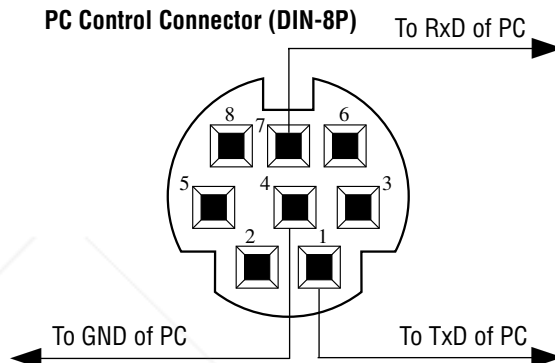 PC Control Connector (DIN-8P)
To RxD of PC
8 7 6
5 4 3
2 1
To GND of PC
To TxD of PC